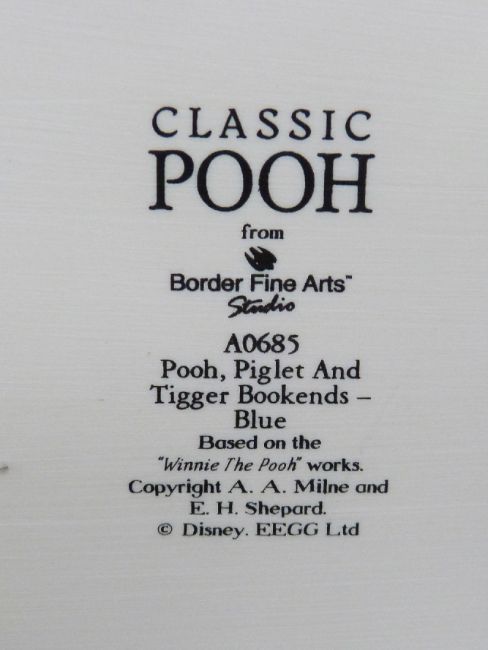 CLASSIC
POOH
from
Border Fine Arts™
Studio
A0685
Pooh, Piglet And
Tigger Bookends –
Blue
Based on the
"Winnie The Pooh" works.
Copyright A. A. Milne and
E. H. Shepard.
© Disney. EEGG Ltd